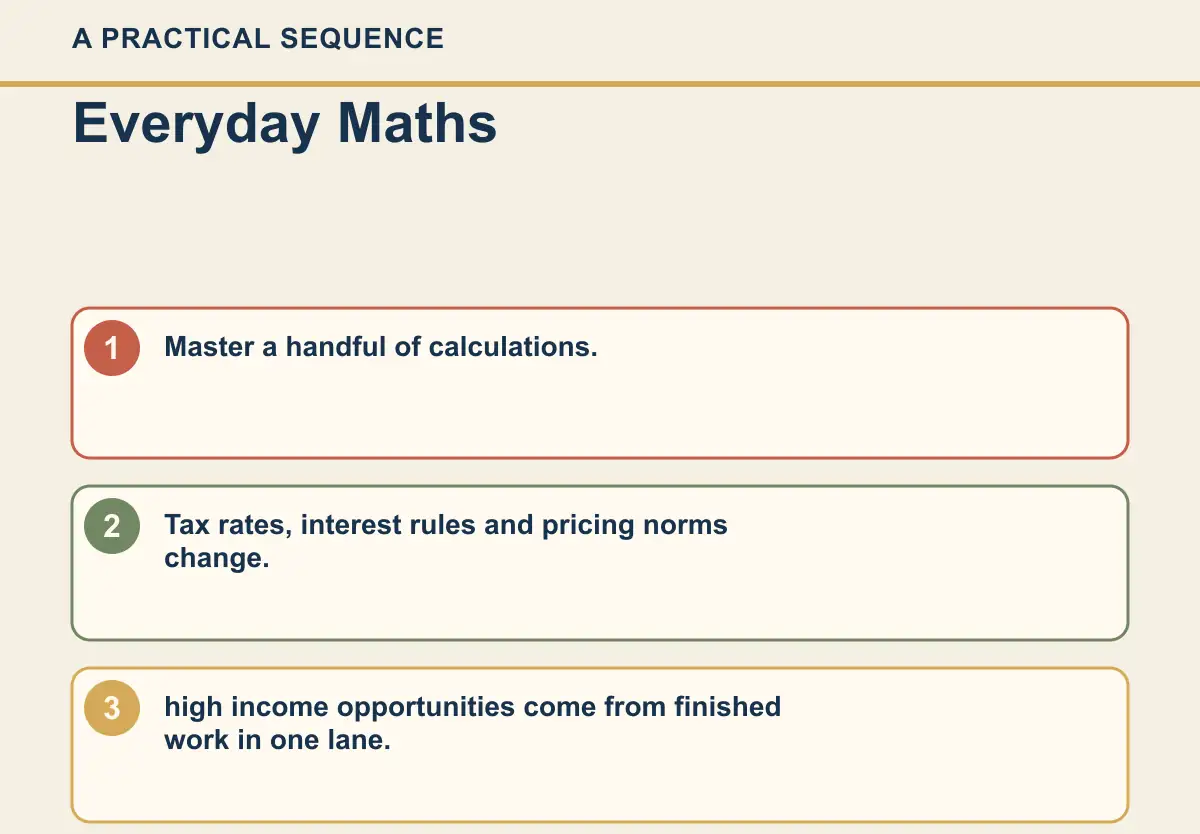 A PRACTICAL SEQUENCE
Everyday Maths
1
Master a handful of calculations.
2
Tax rates, interest rules and pricing norms
change.
3
high income opportunities come from finished
work in one lane.